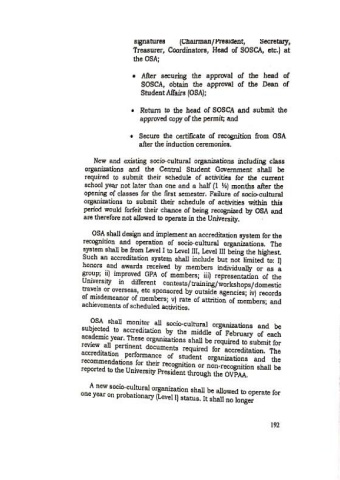 signatures (Chairman/President, Secretary,
Treasurer, Coordinators, Head of SOSCA, etc.) at
the OSA;
• After securing the approval of the head of
SOSCA, obtain the approval of the Dean of
Student Affairs (OSA);
• Return to the head of SOSCA and submit the
approved copy of the permit; and
• Secure the certificate of recognition from OSA
after the induction ceremonies.
New and existing socio-cultural organizations including class
organizations and the Central Student Government shall be
required to submit their schedule of activities for the current
school year not later than one and a half (1 ½) months after the
opening of classes for the first semester. Failure of socio-cultural
organizations to submit their schedule of activities within this
period would forfeit their chance of being recognized by OSA and
are therefore not allowed to operate in the University.
OSA shall design and implement an accreditation system for the
recognition and operation of socio-cultural organizations. The
system shall be from Level I to Level III, Level III being the highest.
Such an accreditation system shall include but not limited to: I)
honors and awards received by members individually or as a
group; ii) improved GPA of members; iii) representation of the
University in different contests/training/workshops/domestic
travels or overseas, etc sponsored by outside agencies; iv) records
of misdemeanor of members; v) rate of attrition of members; and
achievements of scheduled activities.
OSA shall monitor all socio-cultural organizations and be
subjected to accreditation by the middle of February of each
academic year. These organizations shall be required to submit for
review all pertinent documents required for accreditation. The
accreditation performance of student organizations and the
recommendations for their recognition or non-recognition shall be
reported to the University President through the OVPAA.
A new socio-cultural organization shall be allowed to operate for
one year on probationary (Level I) status. It shall no longer
192